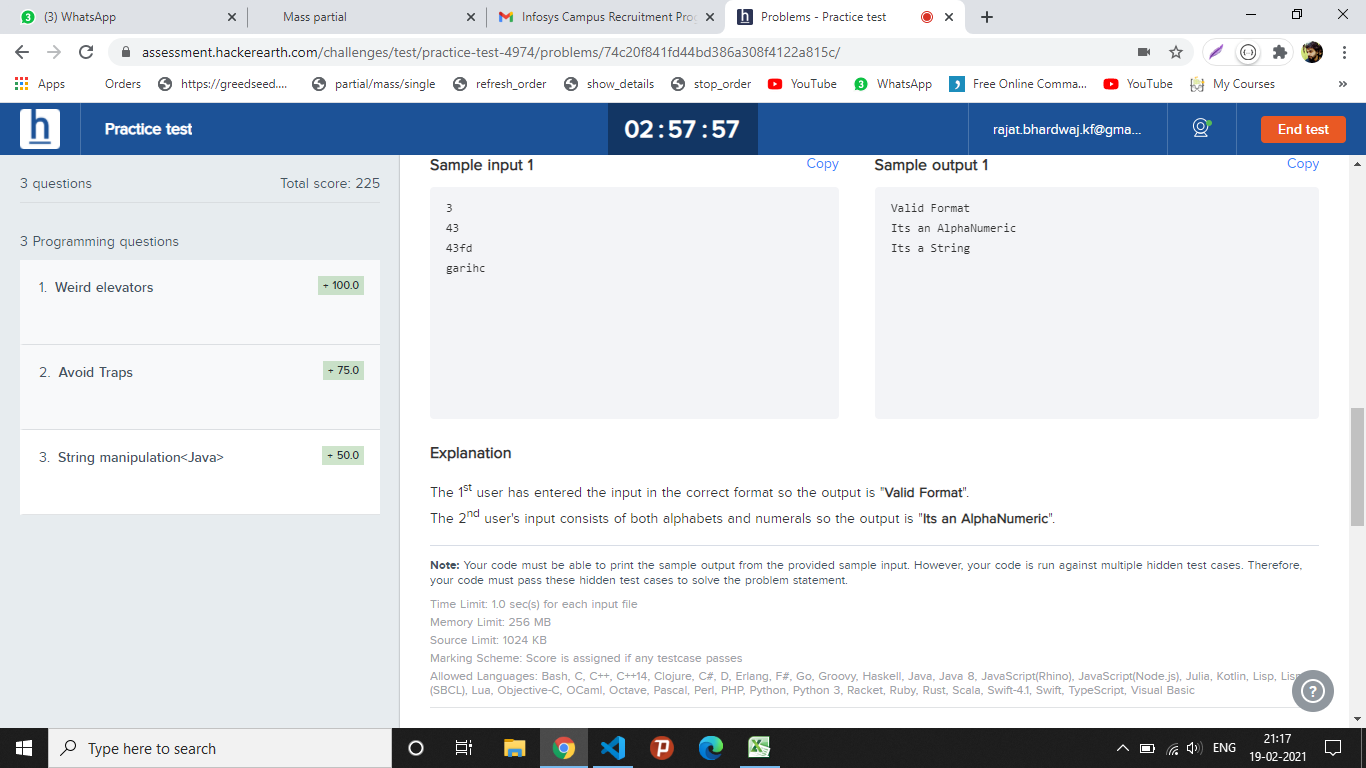 (3) WhatsApp
Mass partial
Infosys Campus Recruitment Pro
Problems - Practice test
assessment.hackerearth.com/challenges/test/practice-test-4974/problems/74c20f841fd44bd386a308f4122a815c/
Apps Orders https://greedseed.... partial/mass/single refresh_order show_details stop_order YouTube 3 WhatsApp Free Online Comma... YouTube My Courses »
h Practice test 02:57:57 rajat.bhardwaj.kf@gma... End test
3 questions Total score: 225
3 Programming questions
1. Weird elevators + 100.0
2. Avoid Traps + 75.0
3. String manipulation<Java> + 50.0
Sample input 1 Copy
3
43
43fd
garihc
Sample output 1 Copy
Valid Format
Its an AlphaNumeric
Its a String
Explanation
The 1st user has entered the input in the correct format so the output is "Valid Format".
The 2nd user's input consists of both alphabets and numerals so the output is "Its an AlphaNumeric".
Note: Your code must be able to print the sample output from the provided sample input. However, your code is run against multiple hidden test cases. Therefore,
your code must pass these hidden test cases to solve the problem statement.
Time Limit: 1.0 sec(s) for each input file
Memory Limit: 256 MB
Source Limit: 1024 KB
Marking Scheme: Score is assigned if any testcase passes
Allowed Languages: Bash, C, C++, C++14, Clojure, C#, D, Erlang, F#, Go, Groovy, Haskell, Java, Java 8, JavaScript(Rhino), JavaScript(Node.js), Julia, Kotlin, Lisp, Lisp
(SBCL), Lua, Objective-C, OCaml, Octave, Pascal, Perl, PHP, Python, Python 3, Racket, Ruby, Rust, Scala, Swift-4.1, Swift, TypeScript, Visual Basic
?
Type here to search
ENG
21:17
19-02-2021